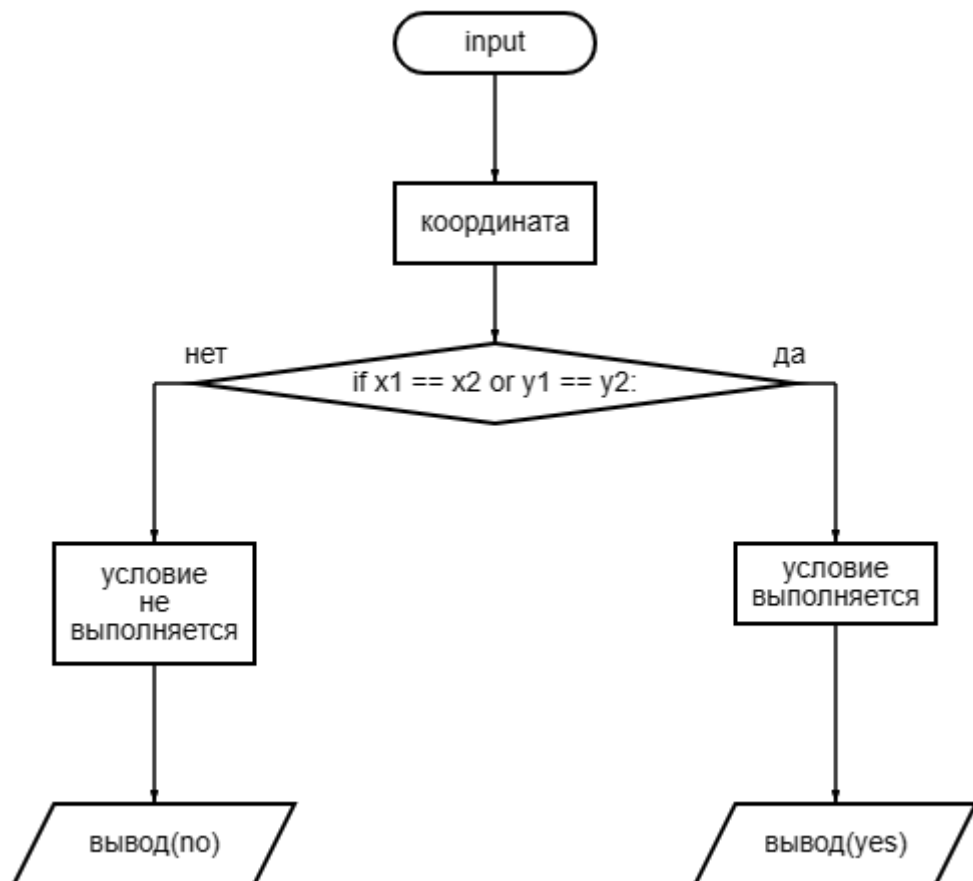 input
координата
нет
да
if x1 == x2 or y1 == y2:
условие
не
выполняется
условие
выполняется
вывод(no)
вывод(yes)